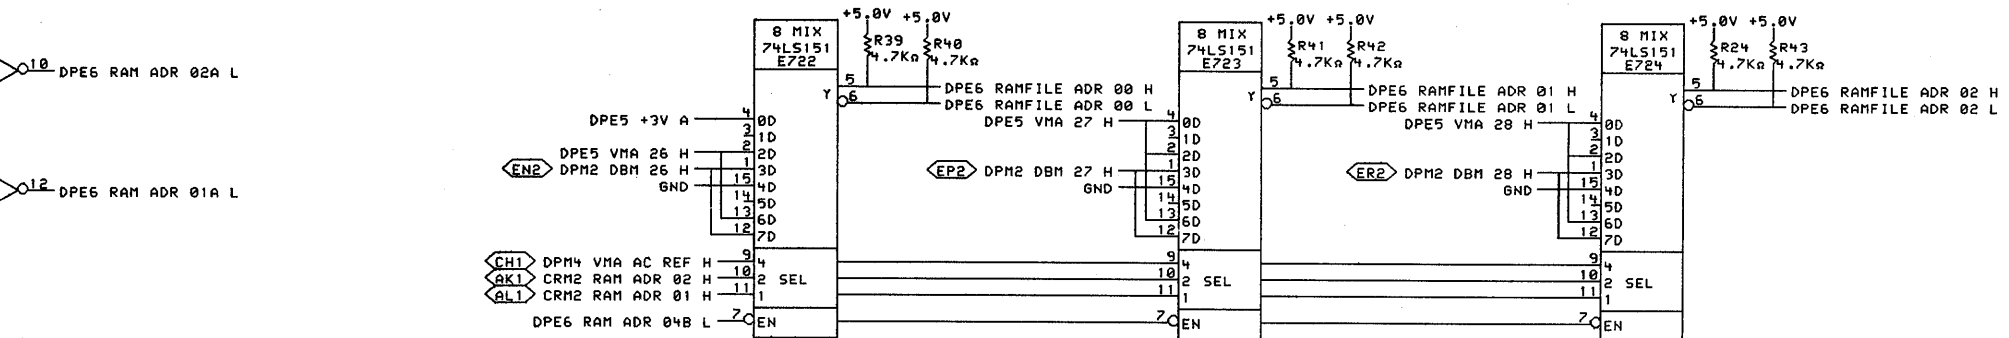 +5.0V +5.0V
R39 R40
4.7KΩ 4.7KΩ
8 MIX
74LS151
E722
Y
5 DPE6 RAMFILE ADR 00 H
6 DPE6 RAMFILE ADR 00 L
DPE5 +3V A 4 0D
3 1D
DPE5 VMA 26 H 2 2D
EN2 DPM2 DBM 26 H 1 3D
GND 15 4D
14 5D
13 6D
12 7D
CH1 DPM4 VMA AC REF H 9 4
AK1 CRM2 RAM ADR 02 H 10 2 SEL
AL1 CRM2 RAM ADR 01 H 11 1
DPE6 RAM ADR 04B L 7 EN
10 DPE6 RAM ADR 02A L
12 DPE6 RAM ADR 01A L
+5.0V +5.0V
R41 R42
4.7KΩ 4.7KΩ
8 MIX
74LS151
E723
Y
5 DPE6 RAMFILE ADR 01 H
6 DPE6 RAMFILE ADR 01 L
DPE5 VMA 27 H 4 0D
3 1D
2 2D
EP2 DPM2 DBM 27 H 1 3D
GND 15 4D
14 5D
13 6D
12 7D
9 4
10 2 SEL
11 1
7 EN
+5.0V +5.0V
R24 R43
4.7KΩ 4.7KΩ
8 MIX
74LS151
E724
Y
5 DPE6 RAMFILE ADR 02 H
6 DPE6 RAMFILE ADR 02 L
DPE5 VMA 28 H 4 0D
3 1D
2 2D
ER2 DPM2 DBM 28 H 1 3D
GND 15 4D
14 5D
13 6D
12 7D
9 4
10 2 SEL
11 1
7 EN